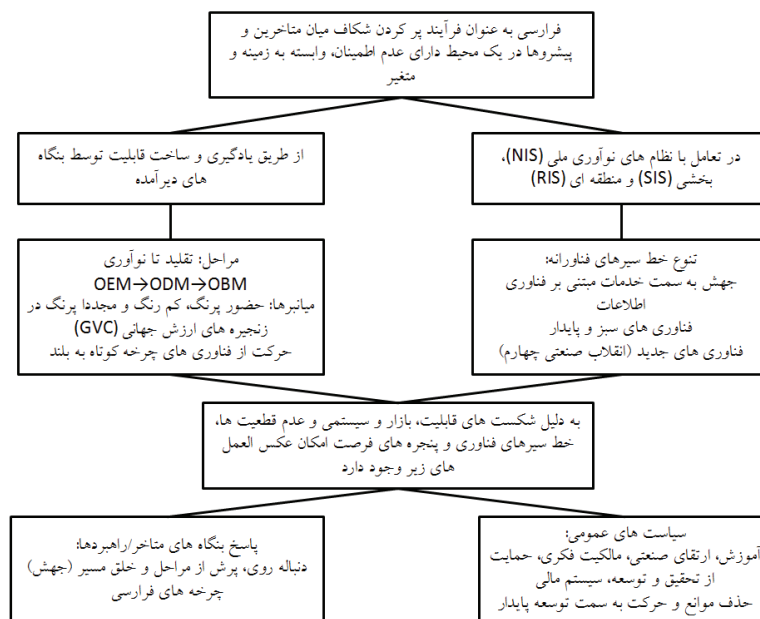 فرارسی به عنوان فرآیند پر کردن شکاف میان متاخرین و
پیشروها در یک محیط دارای عدم اطمینان، وابسته به زمینه و
متغیر
در تعامل با نظام های نوآوری ملی (NIS)،
بخشی (SIS) و منطقه ای (RIS)
از طریق یادگیری و ساخت قابلیت توسط بنگاه
های دیرآمده
تنوع خط سیرهای فناورانه:
جهش به سمت خدمات مبتنی بر فناوری
اطلاعات
فناوری های سبز و پایدار
فناوری های جدید (انقلاب صنعتی چهارم)
مراحل: تقلید تا نوآوری
OEM→ODM→OBM
میانبرها: حضور پرنگ، کم رنگ و مجددا پرنگ در
زنجیره های ارزش جهانی (GVC)
حرکت از فناوری های چرخه کوتاه به بلند
به دلیل شکست های قابلیت، بازار و سیستمی و عدم قطعیت ها،
خط سیرهای فناوری و پنجره های فرصت امکان عکس العمل
های زیر وجود دارد
سیاست های عمومی:
آموزش، ارتقای صنعتی، مالکیت فکری، حمایت
از تحقیق و توسعه، سیستم مالی
حذف موانع و حرکت به سمت توسعه پایدار
پاسخ بنگاه های متاخر/راهبردها:
دنباله روی، پرش از مراحل و خلق مسیر (جهش)
چرخه های فرارسی